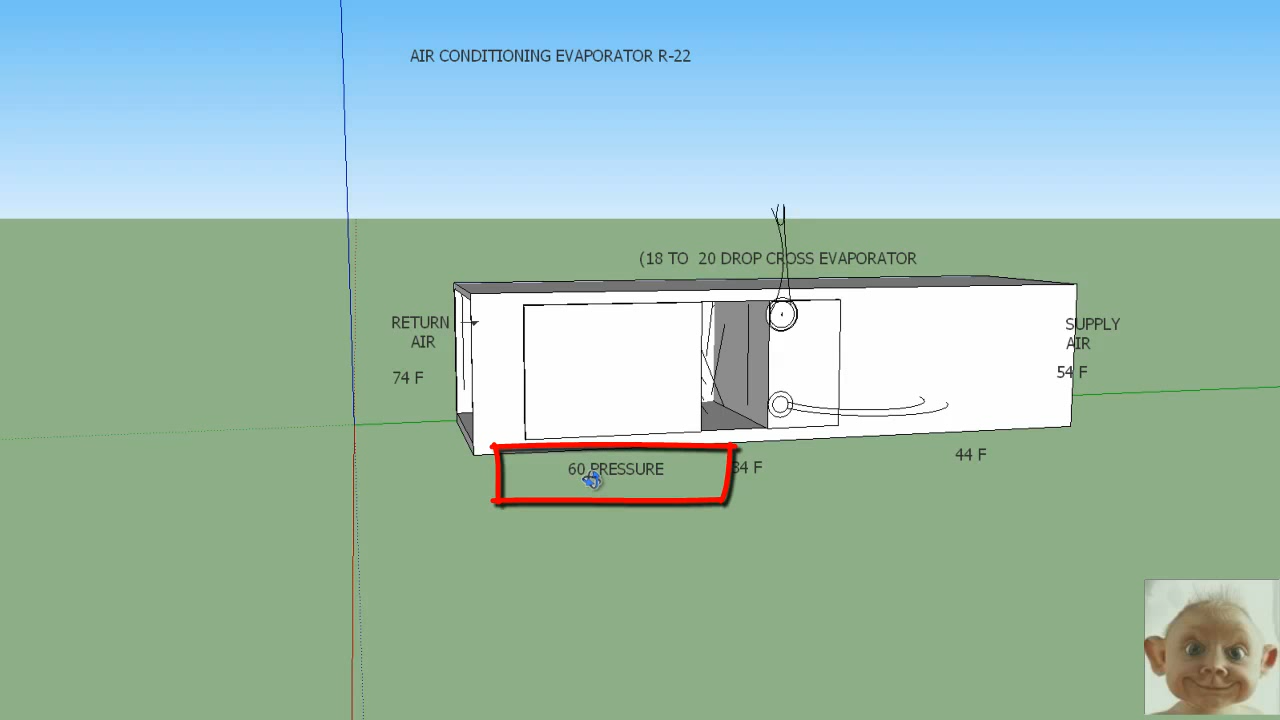 AIR CONDITIONING EVAPORATOR R-22
(18 TO 20 DROP CROSS EVAPORATOR
RETURN
AIR
74 F
SUPPLY
AIR
54 F
60 PRESSURE
34 F
44 F